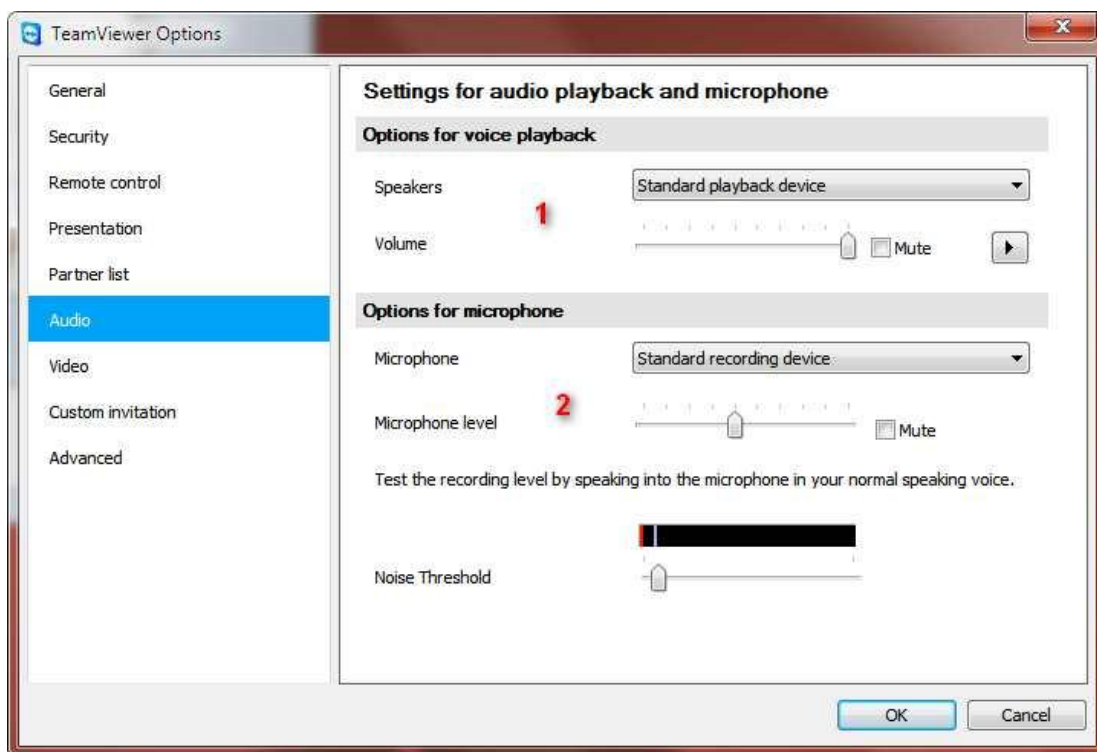 TeamViewer Options
General
Security
Remote control
Presentation
Partner list
Audio
Video
Custom invitation
Advanced
Settings for audio playback and microphone
Options for voice playback
Speakers
Standard playback device
1
Volume
Mute
Options for microphone
Microphone
Standard recording device
2
Microphone level
Mute
Test the recording level by speaking into the microphone in your normal speaking voice.
Noise Threshold
OK
Cancel